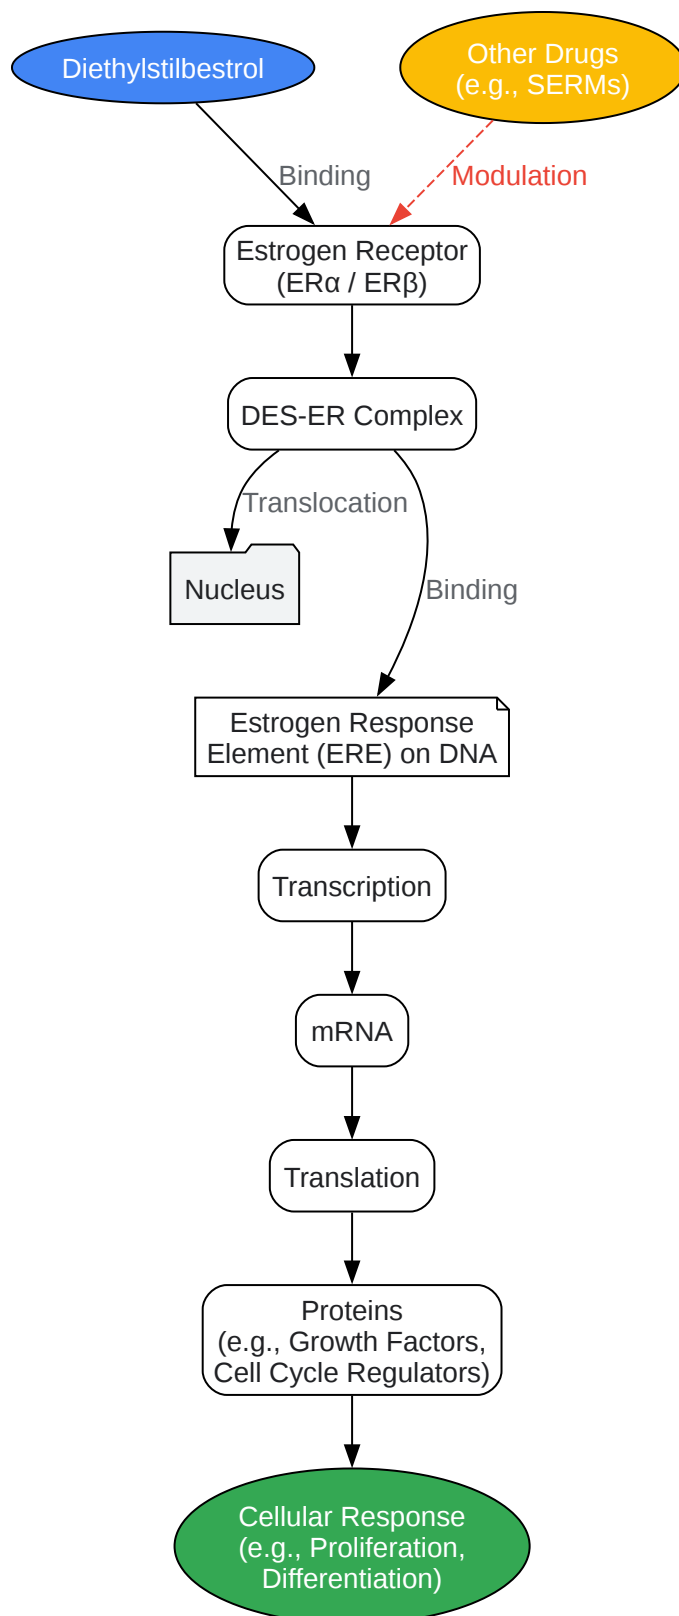 Diethylstilbestrol
Other Drugs
(e.g., SERMs)
Binding
Modulation
Estrogen Receptor
(ERα / ERβ)
DES-ER Complex
Translocation
Nucleus
Binding
Estrogen Response
Element (ERE) on DNA
Transcription
mRNA
Translation
Proteins
(e.g., Growth Factors,
Cell Cycle Regulators)
Cellular Response
(e.g., Proliferation,
Differentiation)